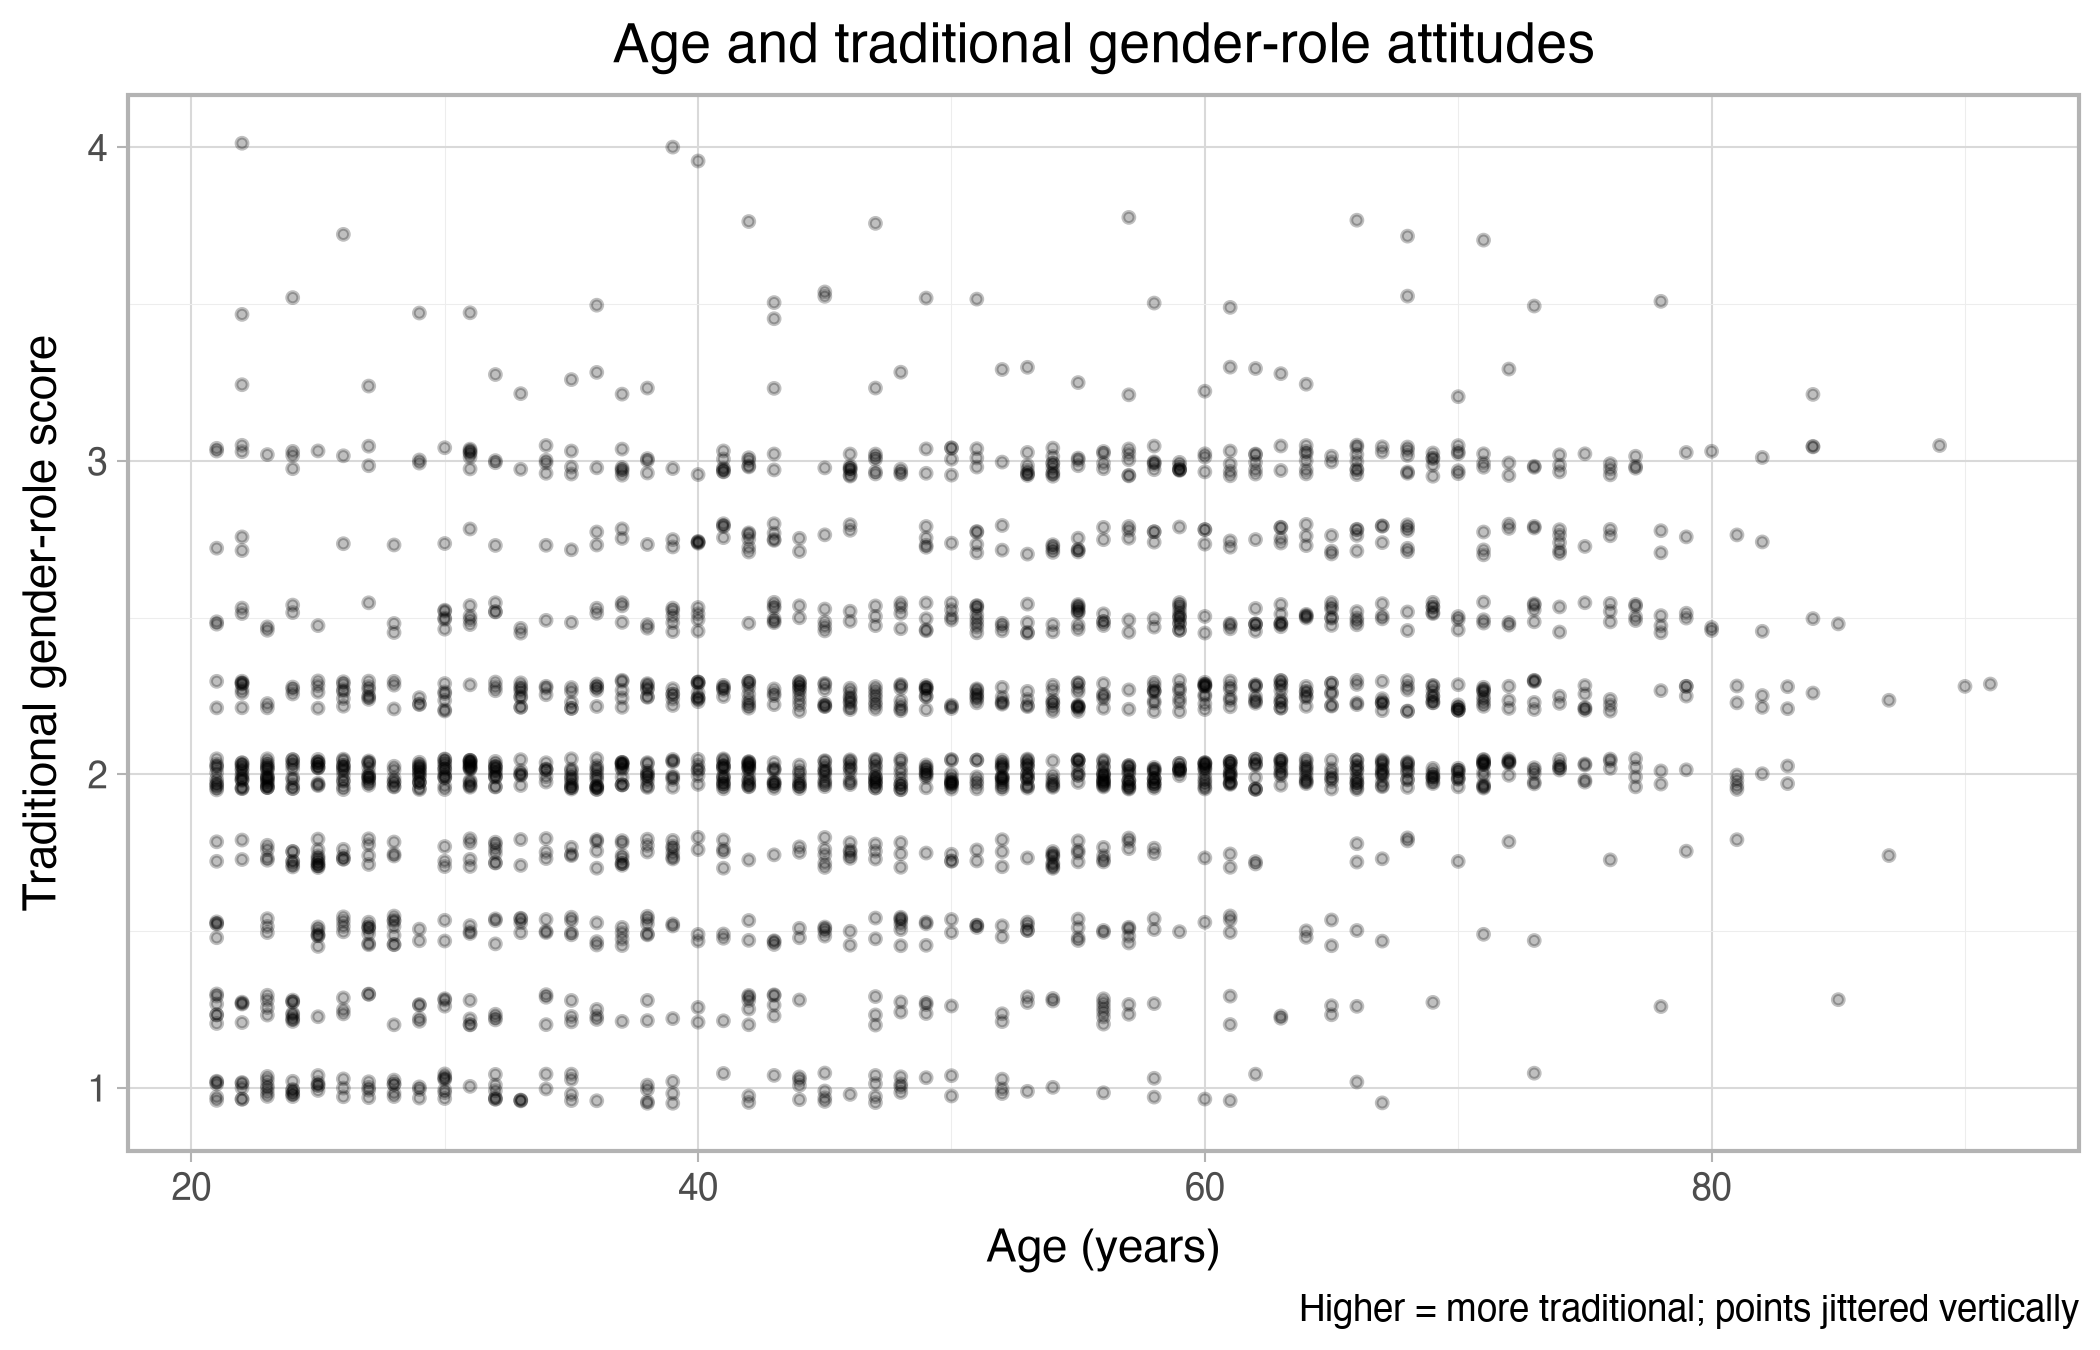 Age and traditional gender-role attitudes
Traditional gender-role score
4
3
2
1
20 40 60 80
Age (years)
Higher = more traditional; points jittered vertically